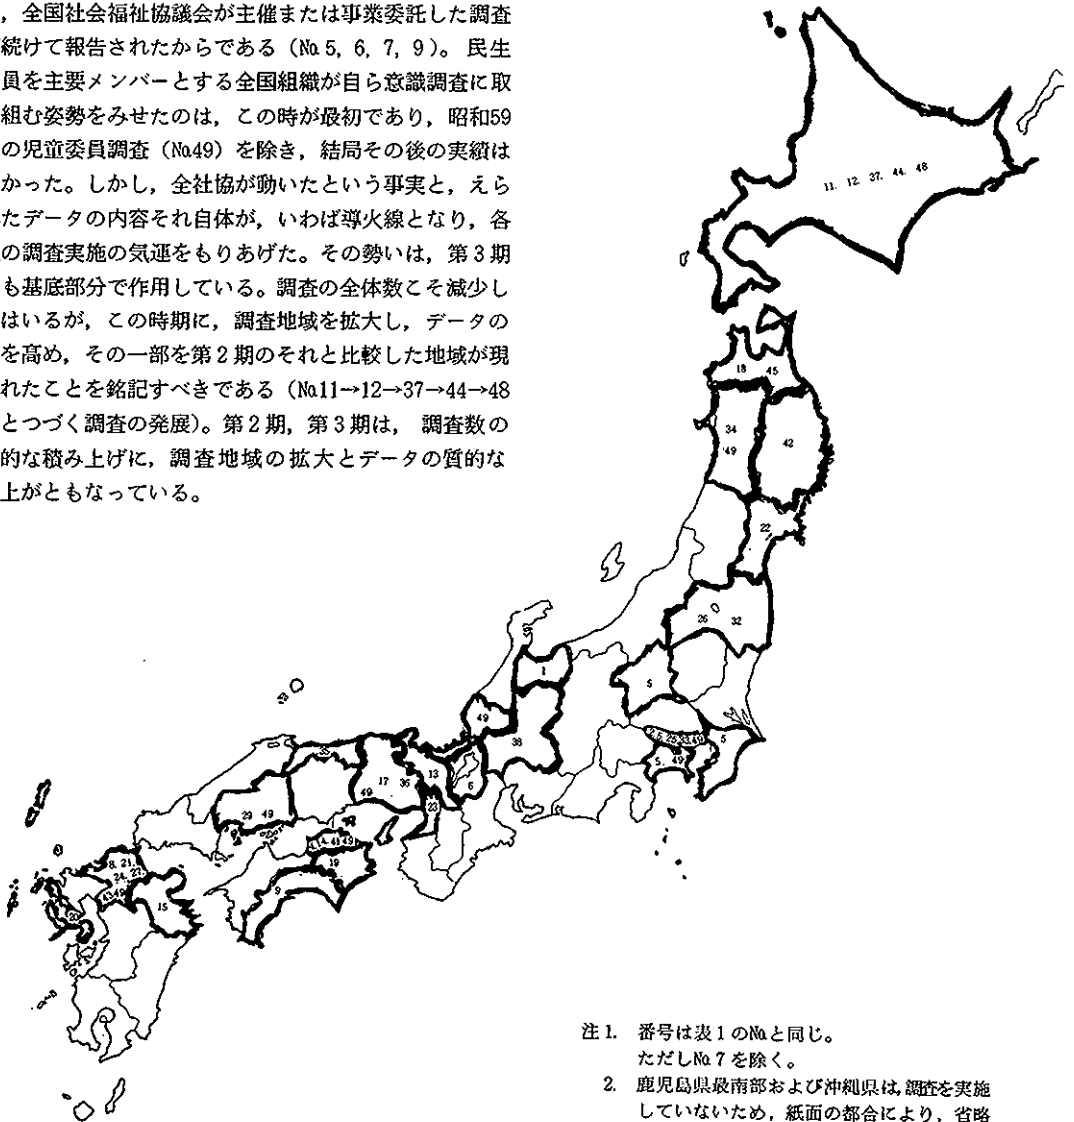 ，全国社会福祉協議会が主催または事業委託した調査
続けて報告されたからである（№5, 6, 7, 9）。民生
員を主要メンバーとする全国組織が自ら意識調査に取
組む姿勢をみせたのは，この時が最初であり，昭和59
の児童委員調査（№49）を除き，結局その後の実績は
かった。しかし，全社協が動いたという事実と，えら
たデータの内容それ自体が，いわば導火線となり，各
の調査実施の気運をもりあげた。その勢いは，第3期
も基底部分で作用している。調査の全体数こそ減少し
はいるが，この時期に，調査地域を拡大し，データの
を高め，その一部を第2期のそれと比較した地域が現
れたことを銘記すべきである（№11→12→37→44→48
とつづく調査の発展）。第2期，第3期は，調査数の
的な積み上げに，調査地域の拡大とデータの質的な
上がともなっている。
11. 12. 37. 44. 48
18 45
34
49
42
22
26 32
5
1
49
38
5
5. 49
6
13
17 36
49
23
29 49
19
9
8. 21.
15
20
注1. 番号は表1の№と同じ。
ただし№7を除く。
2. 鹿児島県最南部および沖縄県は，調査を実施
していないため，紙面の都合により，省略